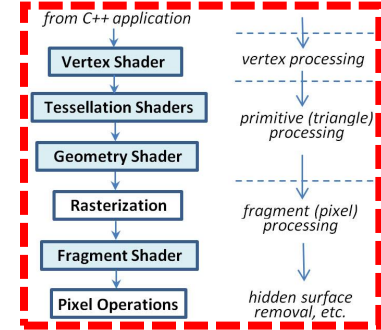 from C++ application
Vertex Shader
Tessellation Shaders
Geometry Shader
Rasterization
Fragment Shader
Pixel Operations
vertex processing
primitive (triangle)
processing
fragment (pixel)
processing
hidden surface
removal, etc.